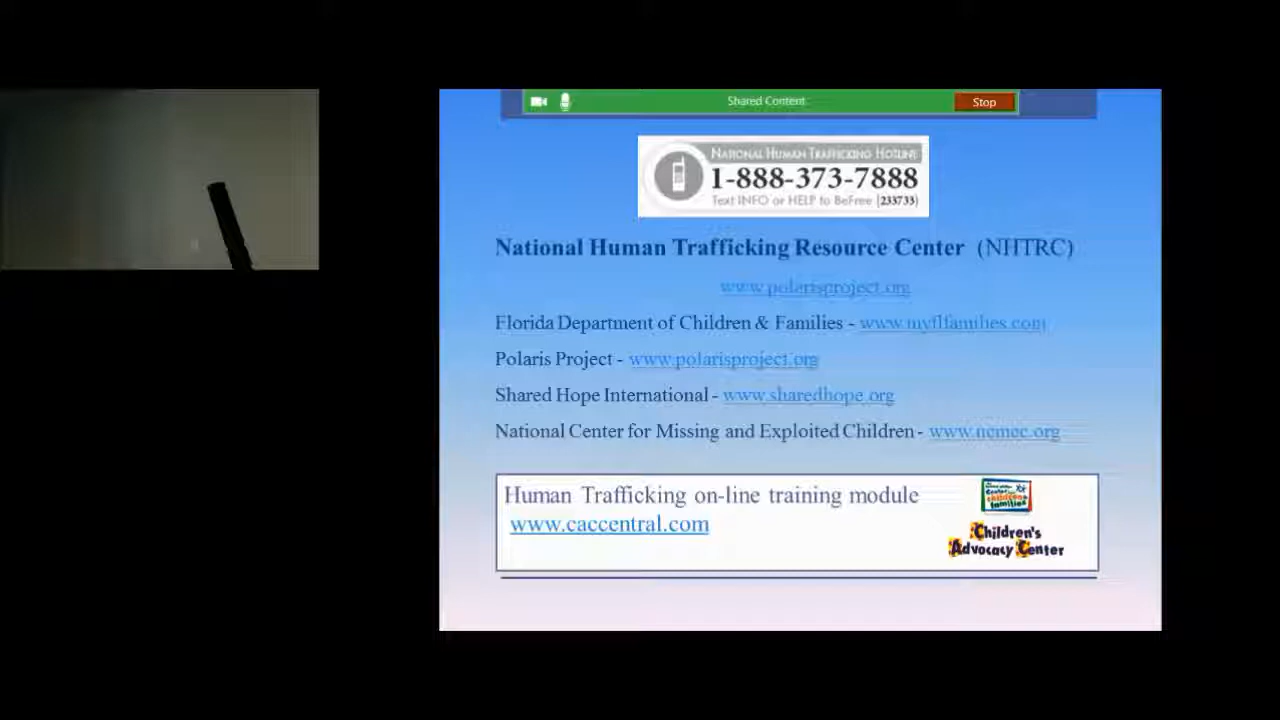 Shared Content
Stop
NATIONAL HUMAN TRAFFICKING HOTLINE
1-888-373-7888
Text INFO or HELP to BeFree (233733)
National Human Trafficking Resource Center (NHTRC)
www.polarisproject.org
Florida Department of Children & Families - www.myflfamilies.com
Polaris Project - www.polarisproject.org
Shared Hope International - www.sharedhope.org
National Center for Missing and Exploited Children - www.ncmec.org
Human Trafficking on-line training module
www.caccentral.com
Center
children &
families
Children's
Advocacy Center